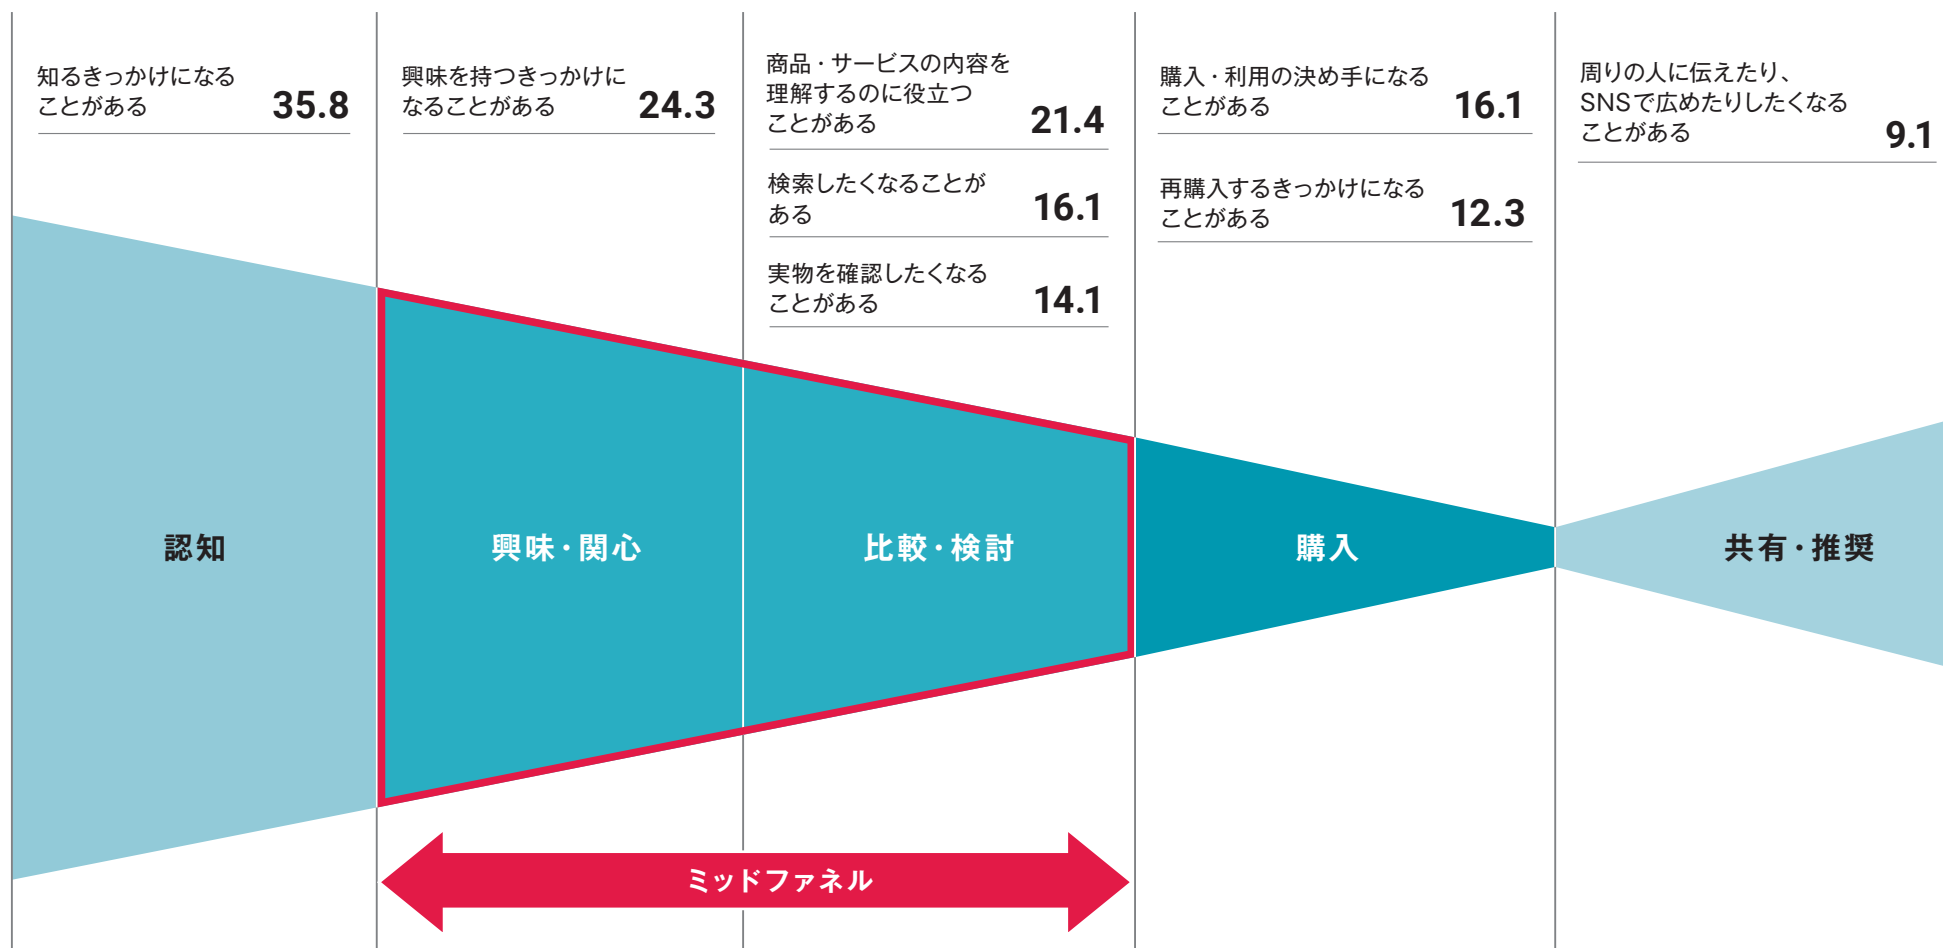 知るきっかけになる
ことがある
35.8
興味を持つきっかけに
なることがある
24.3
商品・サービスの内容を
理解するのに役立つ
ことがある
21.4
検索したくなることが
ある
16.1
実物を確認したくなる
ことがある
14.1
購入・利用の決め手になる
ことがある
16.1
再購入するきっかけになる
ことがある
12.3
周りの人に伝えたり、
SNSで広めたりしたくなる
ことがある
9.1
認知
興味・関心
比較・検討
購入
共有・推奨
ミッドファネル